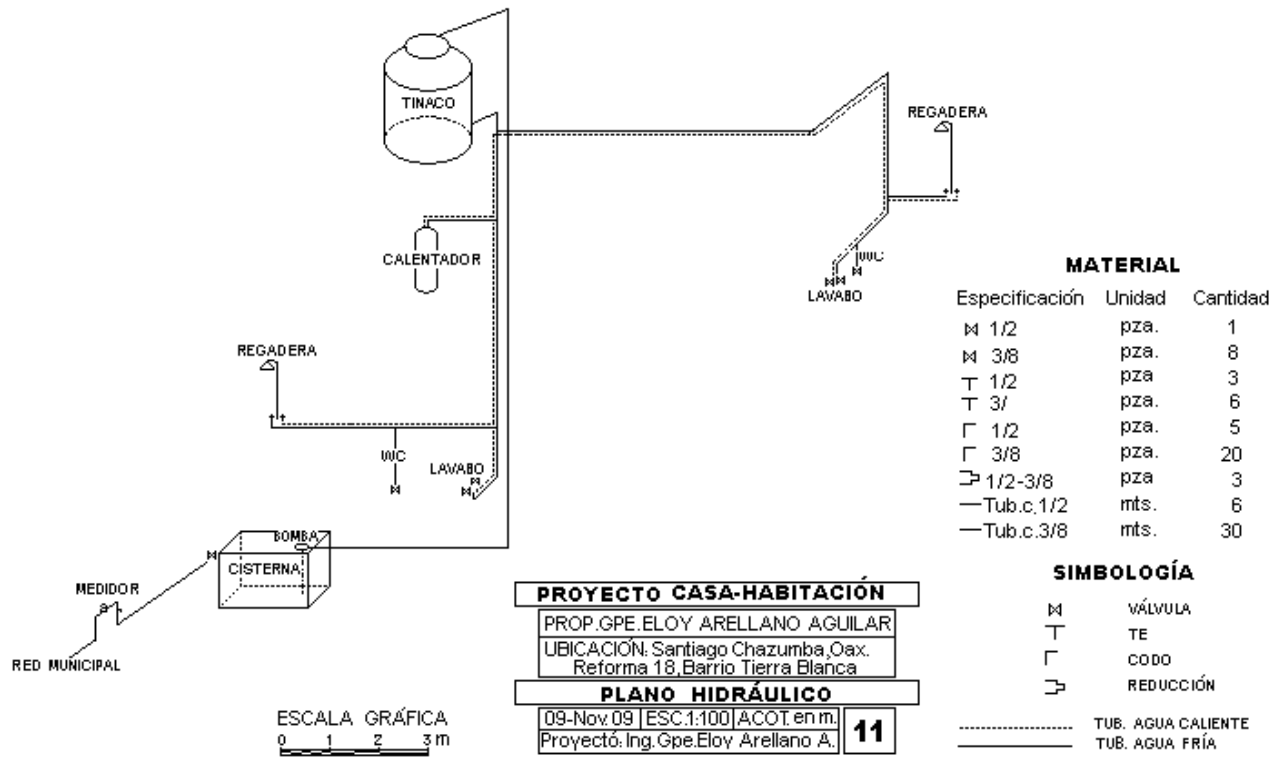 TINACO
REGADERA
CALENTADOR
WC
LAVABO
REGADERA
WC
LAVABO
BOMBA
CISTERNA
MEDIDOR
RED MUNICIPAL
ESCALA GRÁFICA
0 1 2 3 m
PROYECTO CASA-HABITACIÓN
PROP.GPE.ELOY ARELLANO AGUILAR
UBICACIÓN: Santiago Chazumba,Oax.
Reforma 18,Barrio Tierra Blanca
PLANO HIDRÁULICO
09-Nov.09 ESC.1:100 ACOT. en m.
Proyectó: Ing.Gpe.Eloy Arellano A.
11
MATERIAL
Especificación Unidad Cantidad
1/2 pza. 1
3/8 pza. 8
1/2 pza 3
3/ pza. 6
1/2 pza. 5
3/8 pza. 20
1/2-3/8 pza 3
Tub.c.1/2 mts. 6
Tub.c.3/8 mts. 30
SIMBOLOGÍA
VÁLVULA
TE
CODO
REDUCCIÓN
TUB. AGUA CALIENTE
TUB. AGUA FRÍA